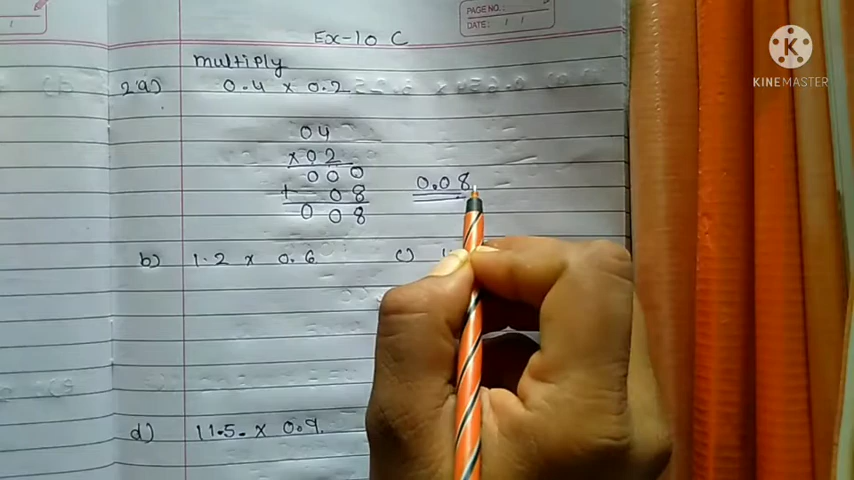 PAGE NO.:
DATE: / /
Ex-10 C
multiply
2 a) 0.4 x 0.2
04
x02
000
+ 08
008
0.08
b) 1.2 x 0.6 c)
d) 11.5. x 0.9.
K
KINEMASTER